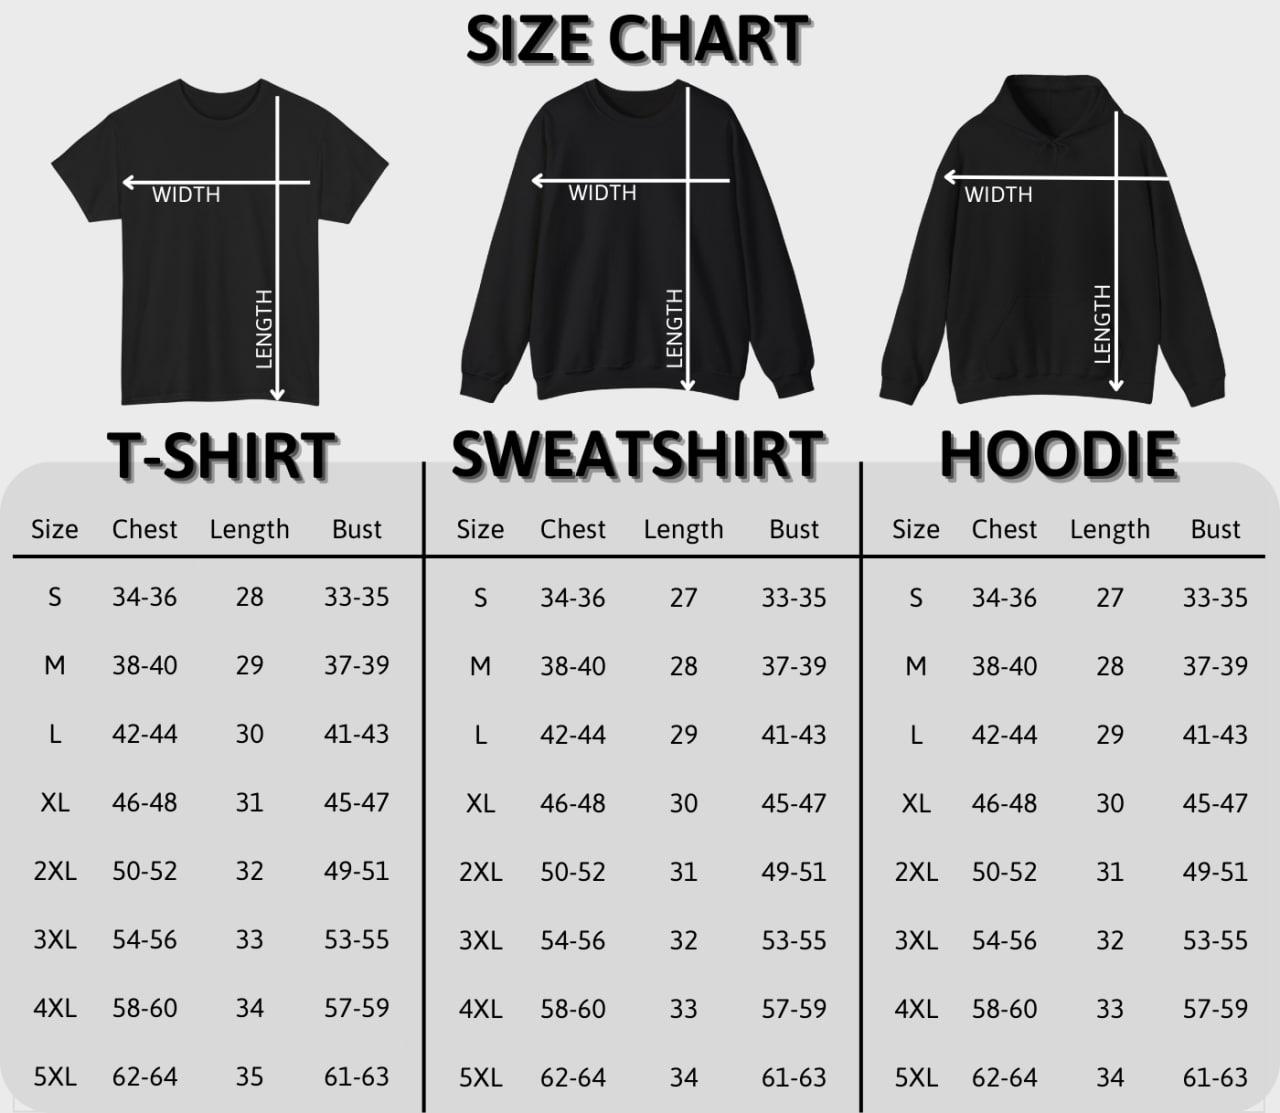 SIZE CHART
WIDTH
LENGTH
WIDTH
LENGTH
WIDTH
LENGTH
T-SHIRT SWEATSHIRT HOODIE
Size Chest Length Bust Size Chest Length Bust Size Chest Length Bust
S 34-36 28 33-35 S 34-36 27 33-35 S 34-36 27 33-35
M 38-40 29 37-39 M 38-40 28 37-39 M 38-40 28 37-39
L 42-44 30 41-43 L 42-44 29 41-43 L 42-44 29 41-43
XL 46-48 31 45-47 XL 46-48 30 45-47 XL 46-48 30 45-47
2XL 50-52 32 49-51 2XL 50-52 31 49-51 2XL 50-52 31 49-51
3XL 54-56 33 53-55 3XL 54-56 32 53-55 3XL 54-56 32 53-55
4XL 58-60 34 57-59 4XL 58-60 33 57-59 4XL 58-60 33 57-59
5XL 62-64 35 61-63 5XL 62-64 34 61-63 5XL 62-64 34 61-63